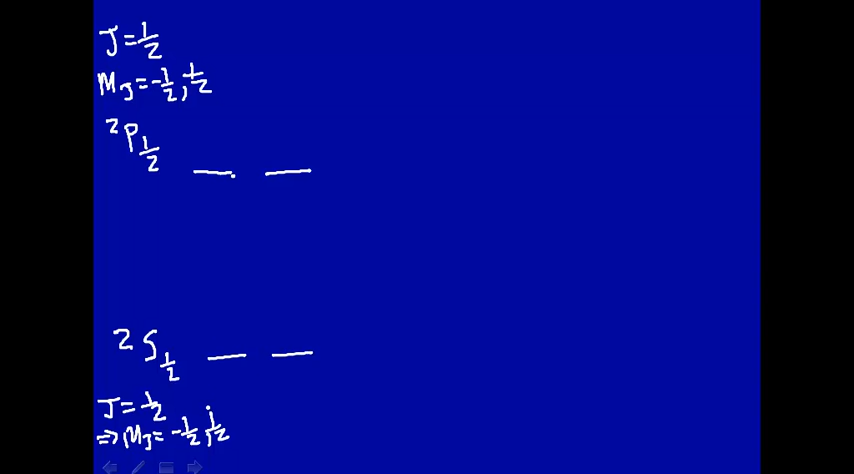 J = 1/2
MJ = -1/2, 1/2
²P1/2
²S1/2
J = 1/2
⇒ MJ = -1/2, 1/2